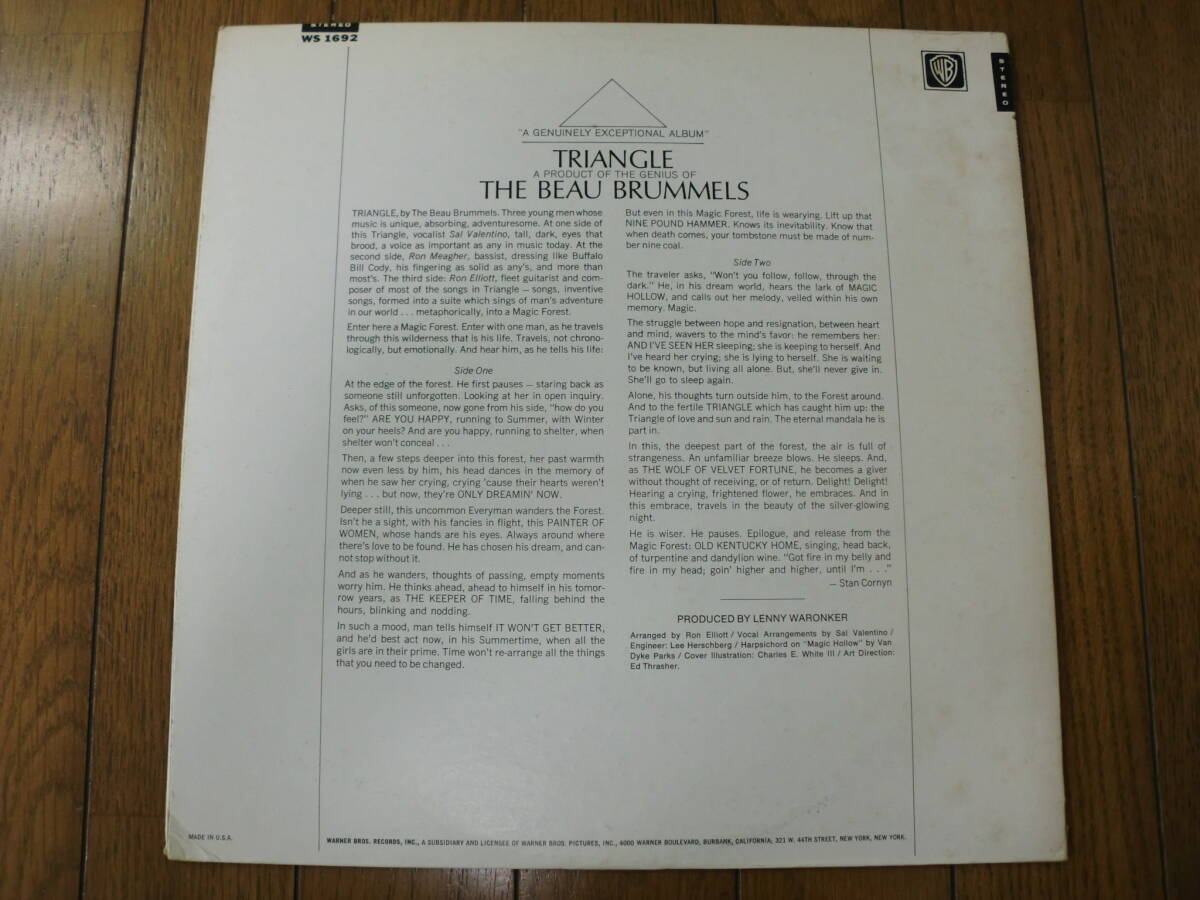 STEREO
WS 1692
WB
STEREO
"A GENUINELY EXCEPTIONAL ALBUM"
TRIANGLE
A PRODUCT OF THE GENIUS OF
THE BEAU BRUMMELS
TRIANGLE, by The Beau Brummels. Three young men whose
music is unique, absorbing, adventuresome. At one side of
this Triangle, vocalist Sal Valentino, tall, dark, eyes that
brood, a voice as important as any in music today. At the
second side, Ron Meagher, bassist, dressing like Buffalo
Bill Cody, his fingering as solid as any's, and more than
most's. The third side: Ron Elliott, fleet guitarist and com-
poser of most of the songs in Triangle — songs, inventive
songs, formed into a suite which sings of man's adventure
in our world . . . metaphorically, into a Magic Forest.
Enter here a Magic Forest. Enter with one man, as he travels
through this wilderness that is his life. Travels, not chrono-
logically, but emotionally. And hear him, as he tells his life:
Side One
At the edge of the forest. He first pauses — staring back as
someone still unforgotten. Looking at her in open inquiry.
Asks, of this someone, now gone from his side, "how do you
feel?" ARE YOU HAPPY, running to Summer, with Winter
on your heels? And are you happy, running to shelter, when
shelter won't conceal . . .
Then, a few steps deeper into this forest, her past warmth
now even less by him, his head dances in the memory of
when he saw her crying, crying 'cause their hearts weren't
lying . . . but now, they're ONLY DREAMIN' NOW.
Deeper still, this uncommon Everyman wanders the Forest.
Isn't he a sight, with his fancies in flight, this PAINTER OF
WOMEN, whose hands are his eyes. Always around where
there's love to be found. He has chosen his dream, and can-
not stop without it.
And as he wanders, thoughts of passing, empty moments
worry him. He thinks ahead, ahead to himself in his tomor-
row years, as THE KEEPER OF TIME, falling behind the
hours, blinking and nodding.
In such a mood, man tells himself IT WON'T GET BETTER,
and he'd best act now, in his Summertime, when all the
girls are in their prime. Time won't re-arrange all the things
that you need to be changed.
But even in this Magic Forest, life is wearying. Lift up that
NINE POUND HAMMER. Knows its inevitability. Know that
when death comes, your tombstone must be made of num-
ber nine coal.
Side Two
The traveler asks, "Won't you follow, follow, through the
dark." He, in his dream world, hears the lark of MAGIC
HOLLOW, and calls out her melody, veiled within his own
memory. Magic.
The struggle between hope and resignation, between heart
and mind, wavers to the mind's favor: he remembers her:
AND I'VE SEEN HER sleeping; she is keeping to herself. And
I've heard her crying; she is lying to herself. She is waiting
to be known, but living all alone. But, she'll never give in.
She'll go to sleep again.
Alone, his thoughts turn outside him, to the Forest around.
And to the fertile TRIANGLE which has caught him up: the
Triangle of love and sun and rain. The eternal mandala he is
part in.
In this, the deepest part of the forest, the air is full of
strangeness. An unfamiliar breeze blows. He sleeps. And,
as THE WOLF OF VELVET FORTUNE, he becomes a giver
without thought of receiving, or of return. Delight! Delight!
Hearing a crying, frightened flower, he embraces. And in
this embrace, travels in the beauty of the silver-glowing
night.
He is wiser. He pauses. Epilogue, and release from the
Magic Forest: OLD KENTUCKY HOME, singing, head back,
of turpentine and dandylion wine. "Got fire in my belly and
fire in my head; goin' higher and higher, until I'm . . ."
— Stan Cornyn
PRODUCED BY LENNY WARONKER
Arranged by Ron Elliott / Vocal Arrangements by Sal Valentino /
Engineer: Lee Herschberg / Harpsichord on "Magic Hollow" by Van
Dyke Parks / Cover Illustration: Charles E. White III / Art Direction:
Ed Thrasher.
MADE IN U.S.A.
WARNER BROS. RECORDS, INC., A SUBSIDIARY AND LICENSEE OF WARNER BROS. PICTURES, INC., 4000 WARNER BOULEVARD, BURBANK, CALIFORNIA; 321 W. 44TH STREET, NEW YORK, NEW YORK.